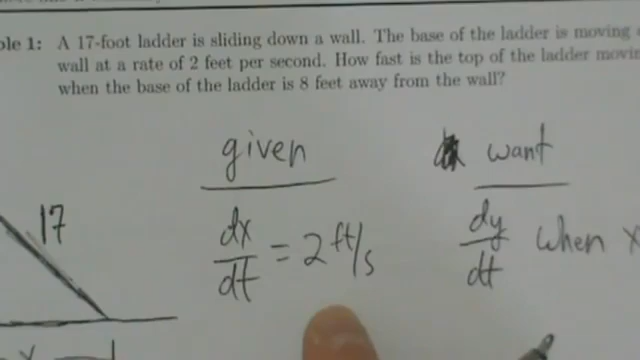 ple 1: A 17-foot ladder is sliding down a wall. The base of the ladder is moving
wall at a rate of 2 feet per second. How fast is the top of the ladder movin
when the base of the ladder is 8 feet away from the wall?
given
want
17
dx/dt = 2 ft/s
dy/dt when x
x